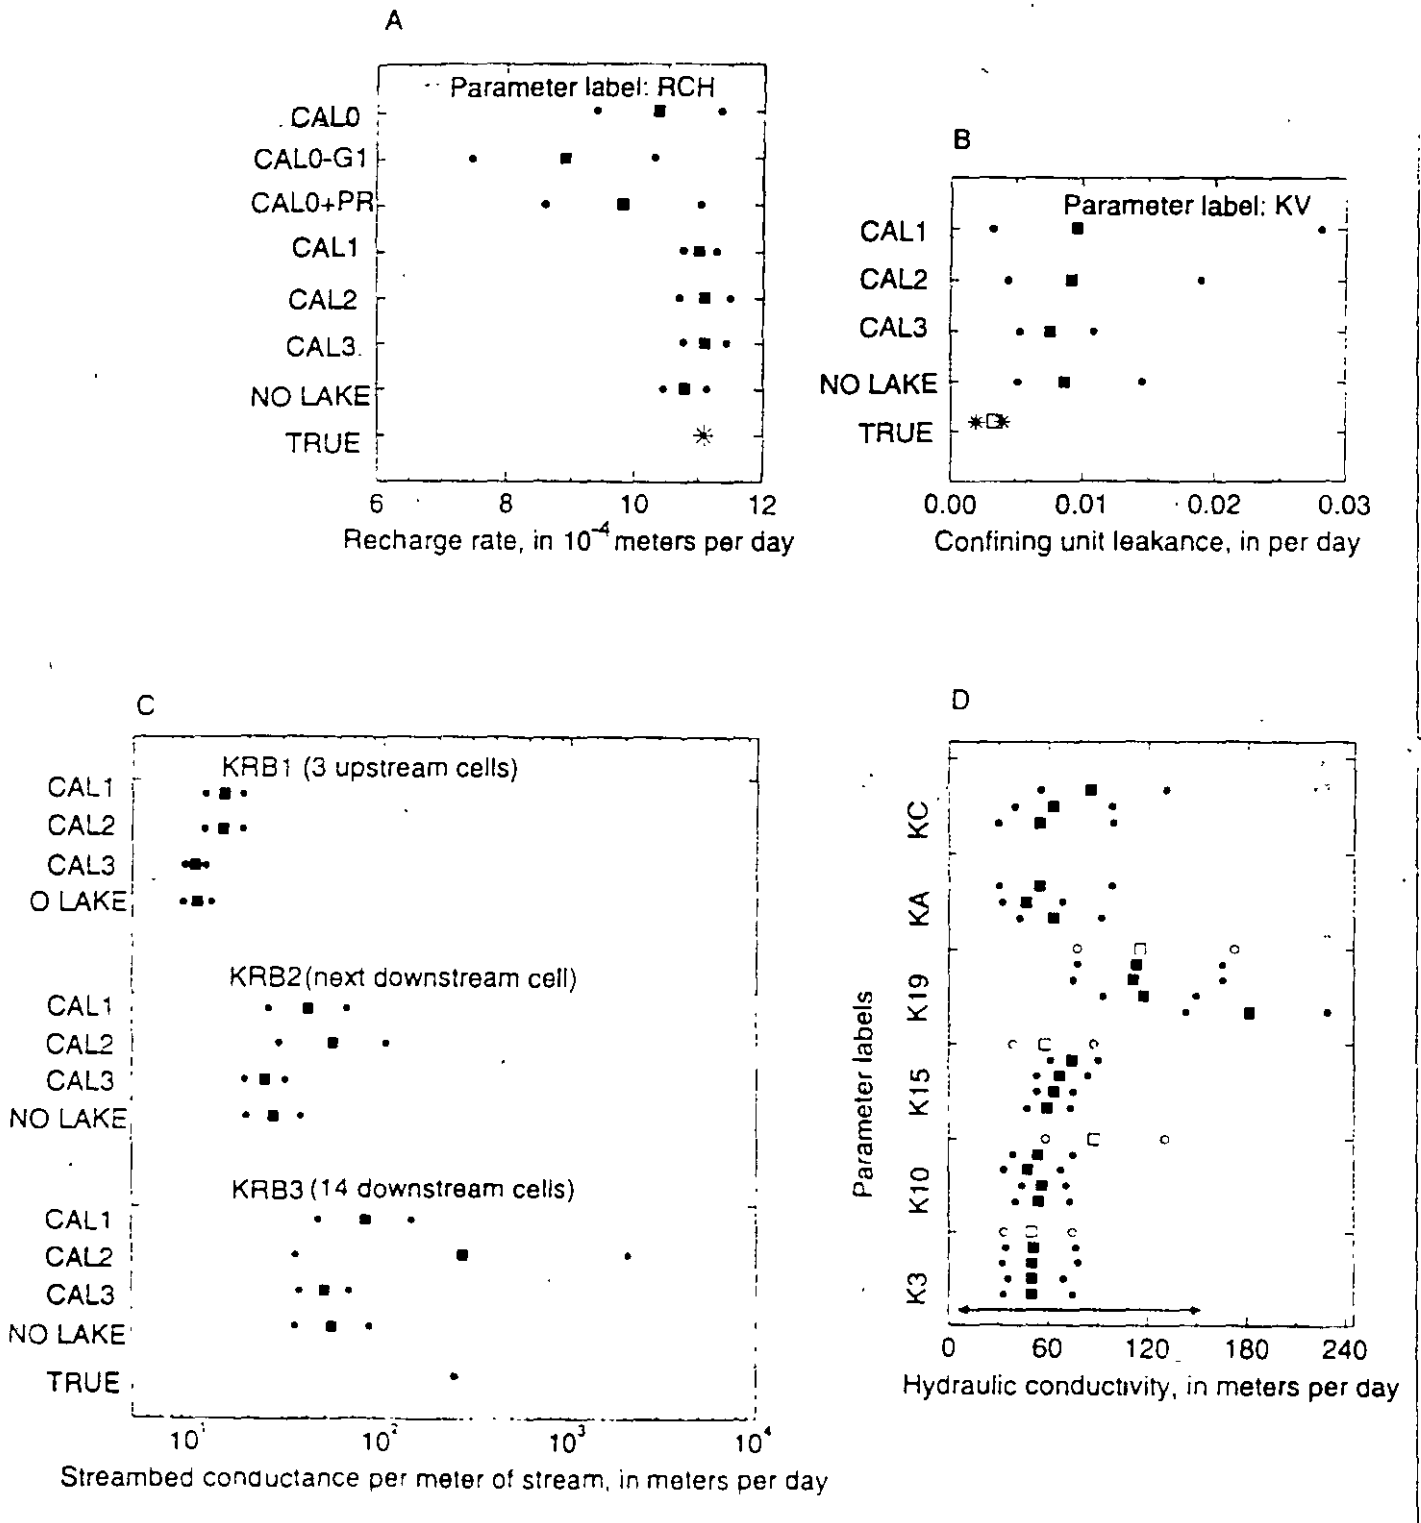 A
Parameter label: RCH
CAL0
CAL0-G1
CAL0+PR
CAL1
CAL2
CAL3
NO LAKE
TRUE
6 8 10 12
Recharge rate, in 10⁻⁴ meters per day
B
Parameter label: KV
CAL1
CAL2
CAL3
NO LAKE
TRUE
0.00 0.01 0.02 0.03
Confining unit leakance, in per day
C
KRB1 (3 upstream cells)
CAL1
CAL2
CAL3
O LAKE
KRB2 (next downstream cell)
CAL1
CAL2
CAL3
NO LAKE
KRB3 (14 downstream cells)
CAL1
CAL2
CAL3
NO LAKE
TRUE
10¹ 10² 10³ 10⁴
Streambed conductance per meter of stream, in meters per day
D
Parameter labels
KC
KA
K19
K15
K10
K3
0 60 120 180 240
Hydraulic conductivity, in meters per day